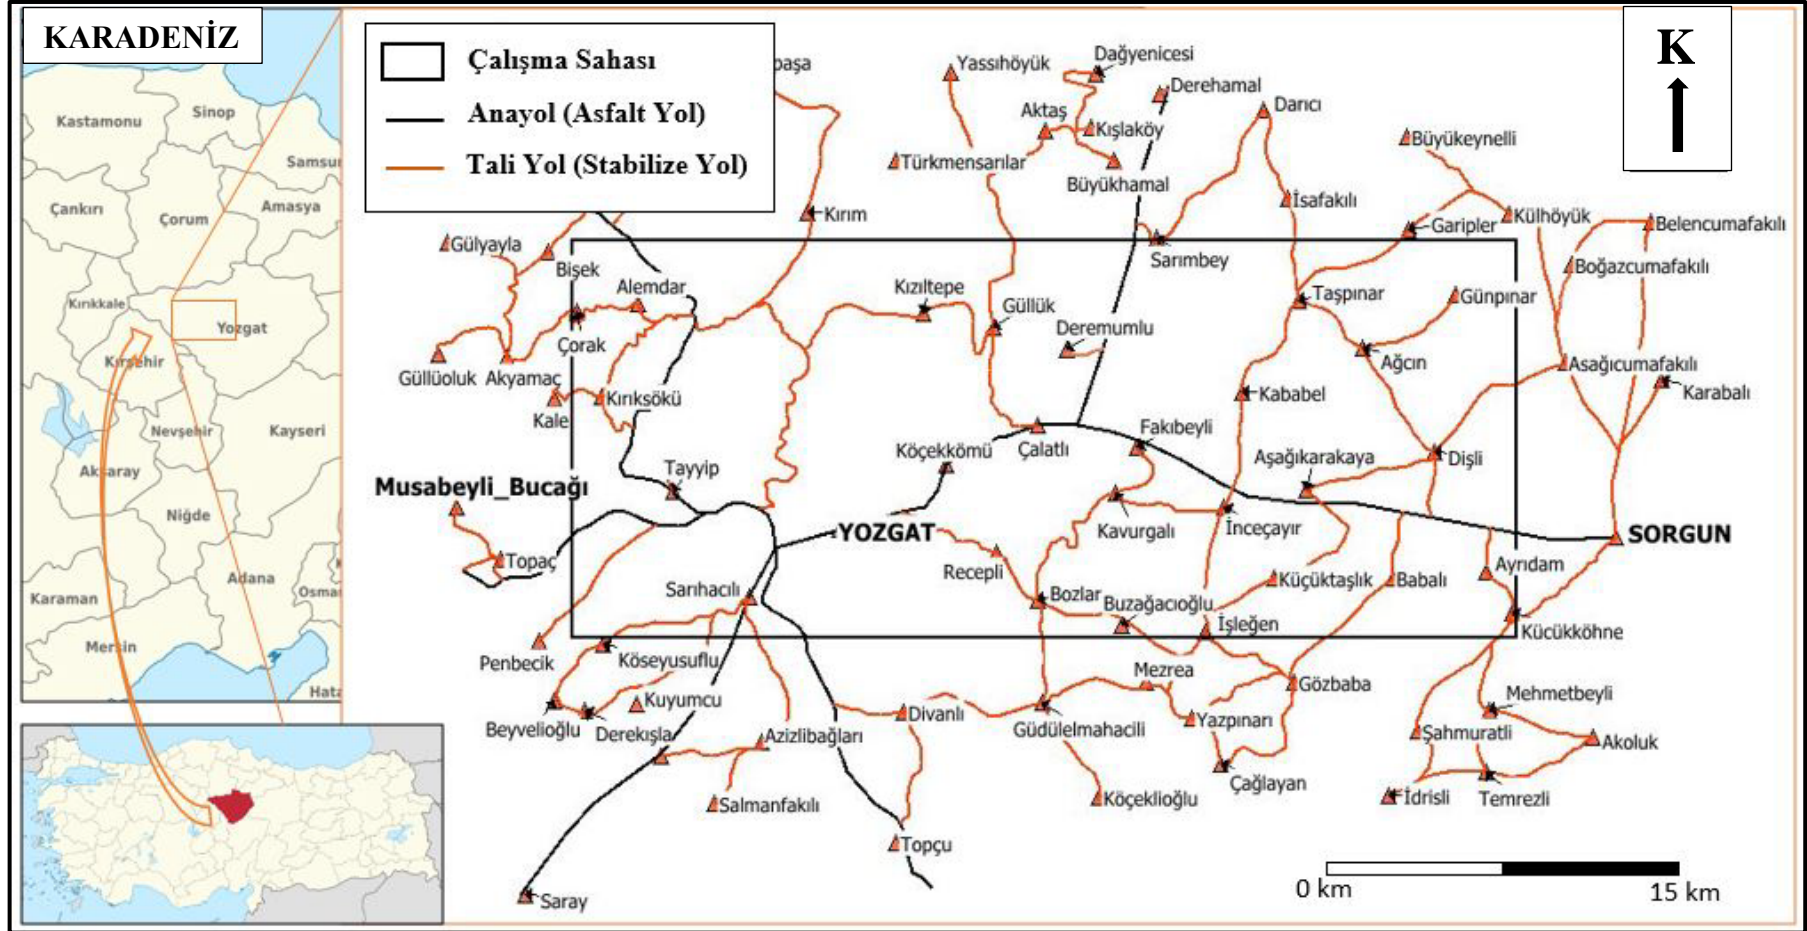 KARADENİZ
Kastamonu
Sinop
Samsu
Çankırı
Çorum
Amasya
Kırıkkale
Yozgat
Kırşehir
Nevşehir
Kayseri
Aksaray
Niğde
Adana
Osma
Karaman
Mersin
Hata
Çalışma Sahası
Anayol (Asfalt Yol)
Tali Yol (Stabilize Yol)
K
paşa
Yassıhöyük
Dağyenicesi
Derehamal
Aktaş
Kışlaköy
Darıcı
Büyükeynelli
Türkmensarılar
Büyükhamal
İsafakılı
Kırım
Garipler
Külhöyük
Belencumafakılı
Gülyayla
Bişek
Sarımbey
Boğazcumafakılı
Alemdar
Kızıltepe
Güllük
Taşpınar
Günpınar
Deremumlu
Çorak
Ağcın
Asağıcumafakılı
Güllüoluk
Akyamaç
Kırıksökü
Kababel
Karabalı
Kale
Fakıbeyli
Köçekkömü
Çalatlı
Aşağıkarakaya
Dişli
Tayyip
Musabeyli_Bucağı
Kavurgalı
İnceçayır
YOZGAT
SORGUN
Topaç
Recepli
Ayrıdam
Sarıhacılı
Bozlar
Buzağacıoğlu
Küçüktaşlık
Babalı
İşleğen
Kücükköhne
Penbecik
Köseyusuflu
Mezrea
Gözbaba
Kuyumcu
Mehmetbeyli
Beyvelioğlu
Derekışla
Divanlı
Güdülelmahacili
Yazpınarı
Azizlibağları
Şahmuratli
Akoluk
Çağlayan
Salmanfakılı
Köçeklioğlu
İdrisli
Temrezli
Topçu
Saray
0 km
15 km